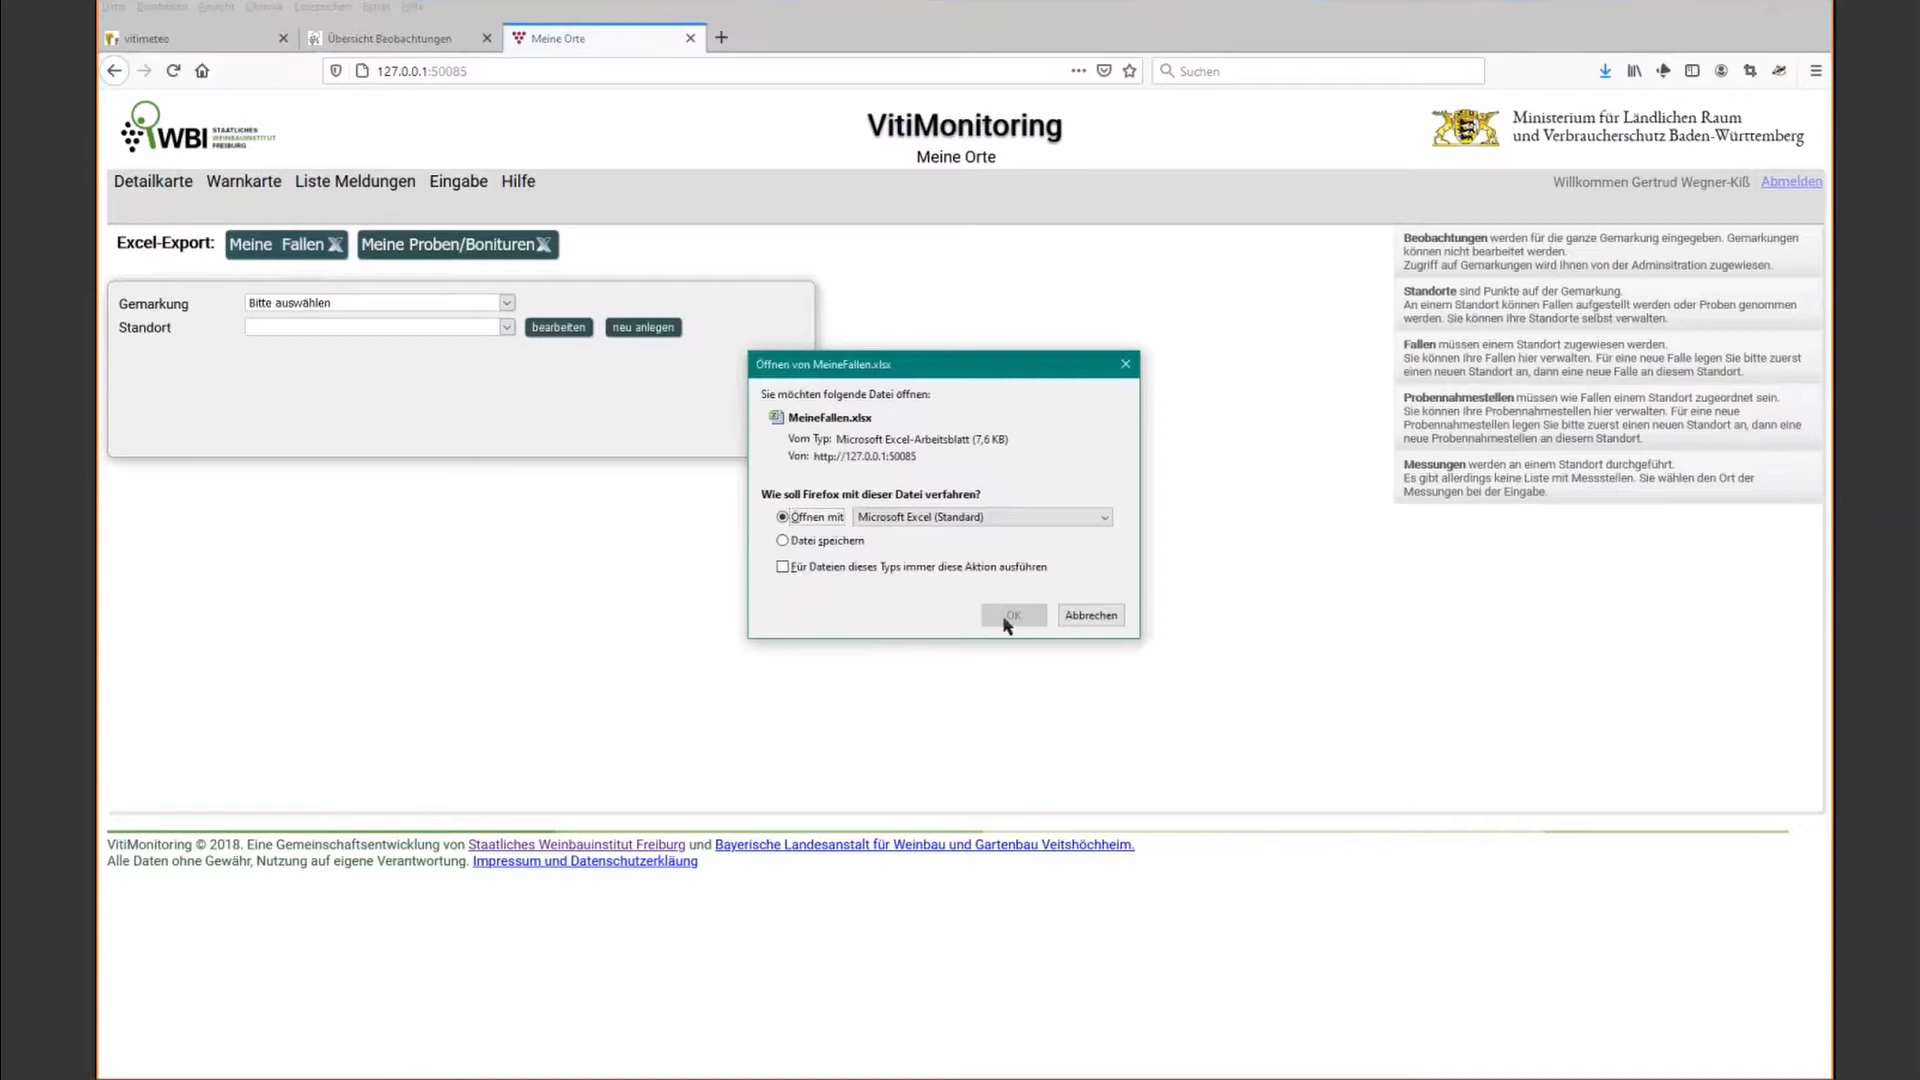 Datei Bearbeiten Ansicht Chronik Lesezeichen Extras Hilfe
vitimeteo
Übersicht Beobachtungen
Meine Orte
127.0.0.1:50085
Suchen
WBI STAATLICHES
WEINBAUINSTITUT
FREIBURG
VitiMonitoring
Meine Orte
Ministerium für Ländlichen Raum
und Verbraucherschutz Baden-Württemberg
Detailkarte Warnkarte Liste Meldungen Eingabe Hilfe
Willkommen Gertrud Wegner-Kiß Abmelden
Excel-Export: Meine Fallen Meine Proben/Bonituren
Gemarkung Bitte auswählen
Standort bearbeiten neu anlegen
Beobachtungen werden für die ganze Gemarkung eingegeben. Gemarkungen
können nicht bearbeitet werden.
Zugriff auf Gemarkungen wird Ihnen von der Adminsitration zugewiesen.
Standorte sind Punkte auf der Gemarkung.
An einem Standort können Fallen aufgestellt werden oder Proben genommen
werden. Sie können Ihre Standorte selbst verwalten.
Fallen müssen einem Standort zugewiesen werden.
Sie können Ihre Fallen hier verwalten. Für eine neue Falle legen Sie bitte zuerst
einen neuen Standort an, dann eine neue Falle an diesem Standort.
Probennahmestellen müssen wie Fallen einem Standort zugeordnet sein.
Sie können Ihre Probennahmestellen hier verwalten. Für eine neue
Probennahmestellen legen Sie bitte zuerst einen neuen Standort an, dann eine
neue Probennahmestellen an diesem Standort.
Messungen werden an einem Standort durchgeführt.
Es gibt allerdings keine Liste mit Messstellen. Sie wählen den Ort der
Messungen bei der Eingabe.
Öffnen von MeineFallen.xlsx
Sie möchten folgende Datei öffnen:
MeineFallen.xlsx
Vom Typ: Microsoft Excel-Arbeitsblatt (7,6 KB)
Von: http://127.0.0.1:50085
Wie soll Firefox mit dieser Datei verfahren?
Öffnen mit Microsoft Excel (Standard)
Datei speichern
Für Dateien dieses Typs immer diese Aktion ausführen
OK Abbrechen
VitiMonitoring © 2018. Eine Gemeinschaftsentwicklung von Staatliches Weinbauinstitut Freiburg und Bayerische Landesanstalt für Weinbau und Gartenbau Veitshöchheim.
Alle Daten ohne Gewähr, Nutzung auf eigene Verantwortung. Impressum und Datenschutzerkläung